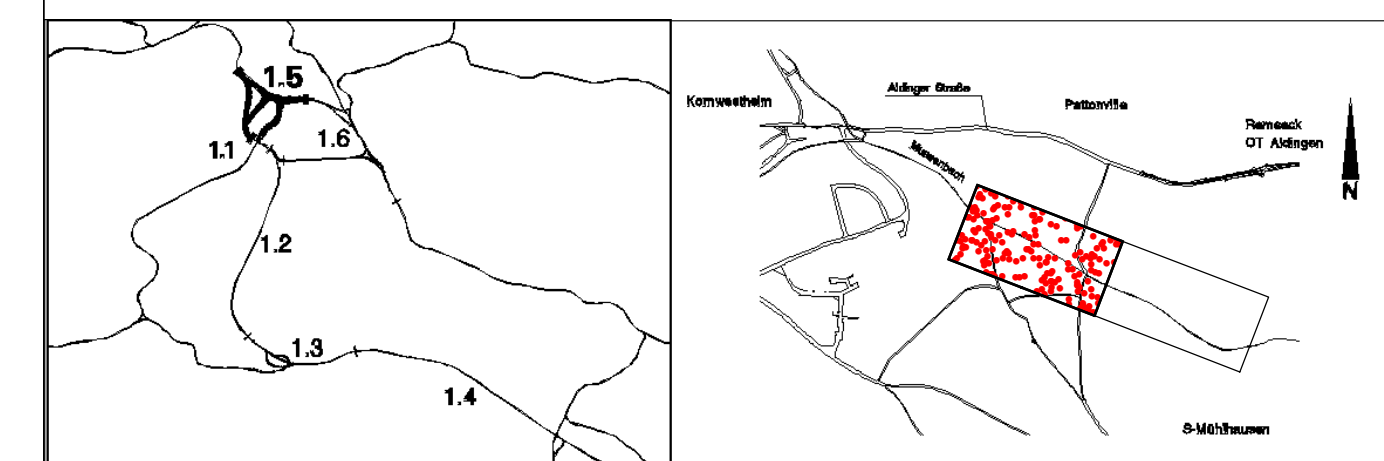 1.5
1.1
1.6
1.2
1.3
1.4
Kornwestheim
Aldinger Straße
Pattonville
Remseck
OT Aldingen
N
S-Mühlhausen